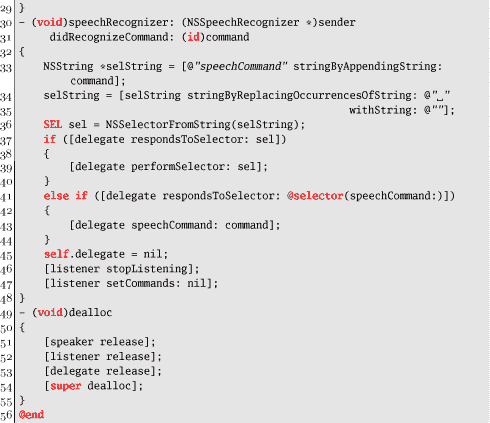 29 }
30 - (void)speechRecognizer: (NSSpeechRecognizer *)sender
31 didRecognizeCommand: (id)command
32 {
33 NSString *selString = [@"speechCommand" stringByAppendingString:
command];
34 selString = [selString stringByReplacingOccurrencesOfString: @"␣"
35 withString: @""];
36 SEL sel = NSSelectorFromString(selString);
37 if ([delegate respondsToSelector: sel])
38 {
39 [delegate performSelector: sel];
40 }
41 else if ([delegate respondsToSelector: @selector(speechCommand:)])
42 {
43 [delegate speechCommand: command];
44 }
45 self.delegate = nil;
46 [listener stopListening];
47 [listener setCommands: nil];
48 }
49 - (void)dealloc
50 {
51 [speaker release];
52 [listener release];
53 [delegate release];
54 [super dealloc];
55 }
56 @end